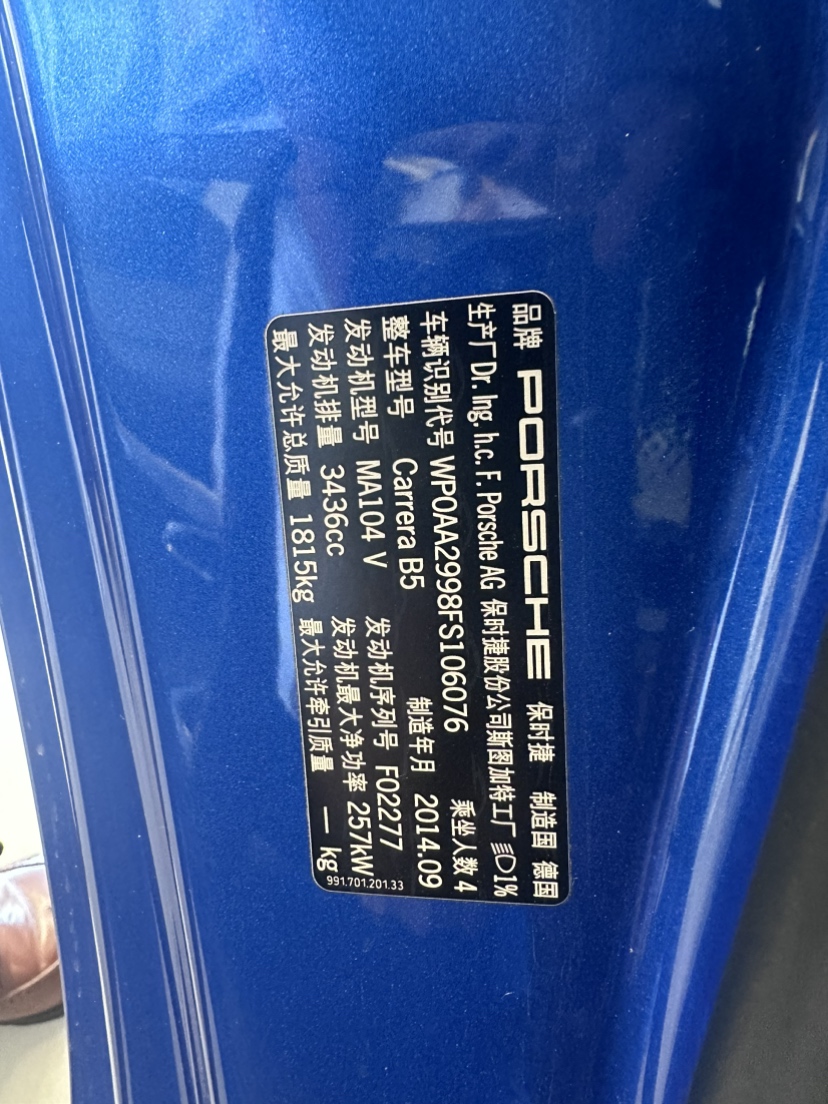 品牌 PORSCHE 保时捷 制造国 德国
生产厂Dr. Ing. h.c. F. Porsche AG 保时捷股份公司斯图加特工厂 1%
车辆识别代号 WP0AA2998FS106076 乘坐人数 4
整车型号 Carrera B5 制造年月 2014.09
发动机型号 MA104 V 发动机序列号 F02277
发动机排量 3436cc 发动机最大净功率 257kW
最大允许总质量 1815kg 最大允许牵引质量 — kg
991.701.201.33